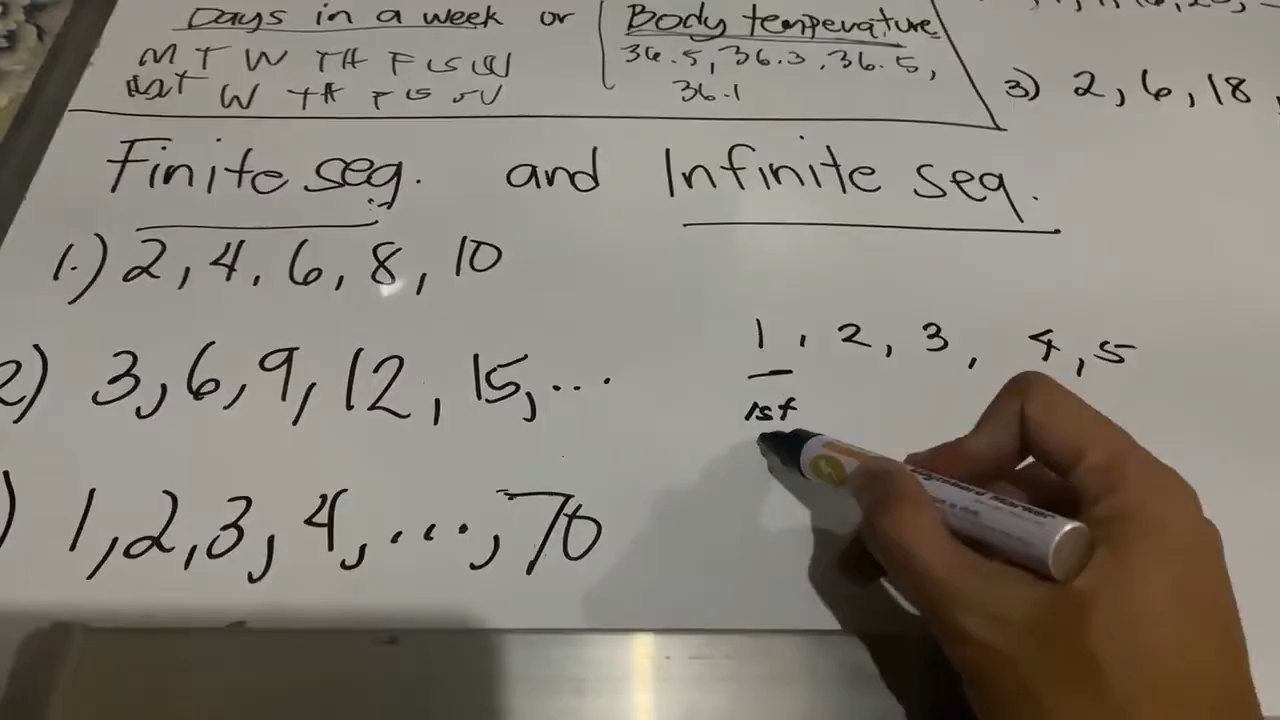 Days in a week or
M T W TH F S SU
W TH F S SU
Body temperature
36.5, 36.3, 36.5,
36.1
3) 2, 6, 18,
Finite seq. and Infinite seq.
1.) 2, 4, 6, 8, 10
2) 3, 6, 9, 12, 15, ...
) 1, 2, 3, 4, ..., 70
1, 2, 3, 4, 5
1st